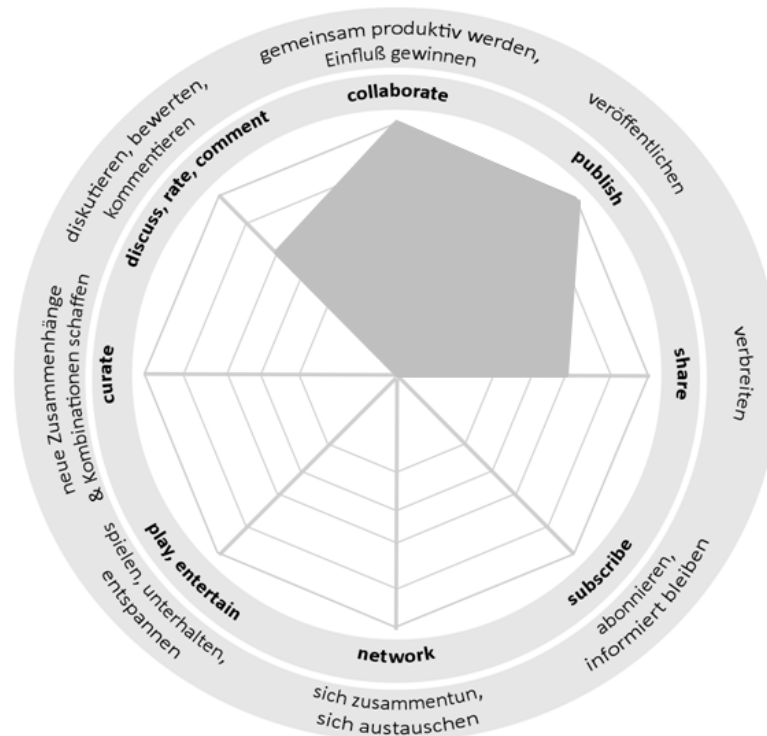 gemeinsam produktiv werden,
Einfluß gewinnen
collaborate
veröffentlichen
publish
verbreiten
share
abonnieren,
informiert bleiben
subscribe
sich zusammentun,
sich austauschen
network
spielen, unterhalten,
entspannen
play, entertain
neue Zusammenhänge
& Kombinationen schaffen
curate
diskutieren, bewerten,
kommentieren
discuss, rate, comment